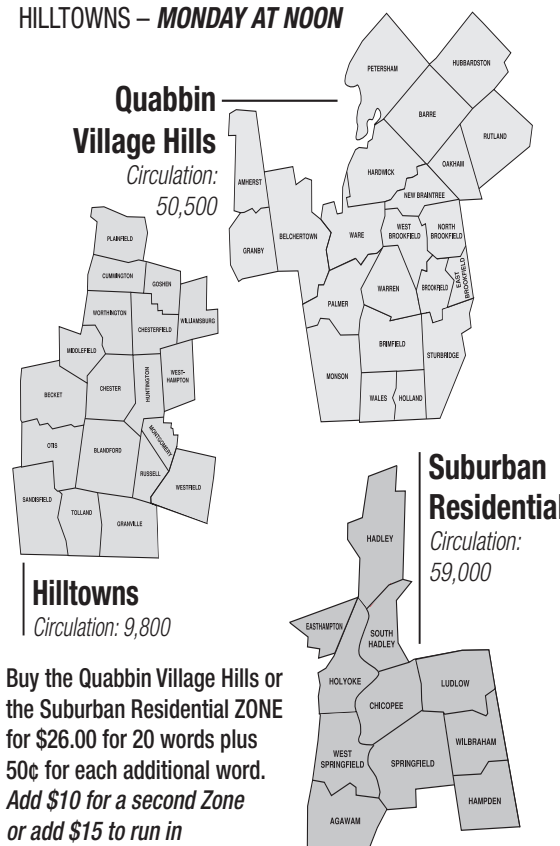 HILLTOWNS – MONDAY AT NOON
Quabbin
Village Hills
Circulation:
50,500
PETERSHAM
HUBBARDSTON
BARRE
RUTLAND
HARDWICK
OAKHAM
AMHERST
NEW BRAINTREE
GRANBY
BELCHERTOWN
WARE
WEST
BROOKFIELD
NORTH
BROOKFIELD
PALMER
WARREN
BROOKFIELD
EAST
BROOKFIELD
MONSON
BRIMFIELD
STURBRIDGE
WALES
HOLLAND
PLAINFIELD
CUMMINGTON
GOSHEN
WORTHINGTON
CHESTERFIELD
WILLIAMSBURG
MIDDLEFIELD
BECKET
CHESTER
HUNTINGTON
WEST-
HAMPTON
OTIS
BLANDFORD
MONTGOMERY
RUSSELL
WESTFIELD
SANDISFIELD
TOLLAND
GRANVILLE
Hilltowns
Circulation: 9,800
Suburban
Residential
Circulation:
59,000
HADLEY
EASTHAMPTON
SOUTH
HADLEY
HOLYOKE
CHICOPEE
LUDLOW
WEST
SPRINGFIELD
SPRINGFIELD
WILBRAHAM
AGAWAM
HAMPDEN
Buy the Quabbin Village Hills or
the Suburban Residential ZONE
for $26.00 for 20 words plus
50¢ for each additional word.
Add $10 for a second Zone
or add $15 to run in